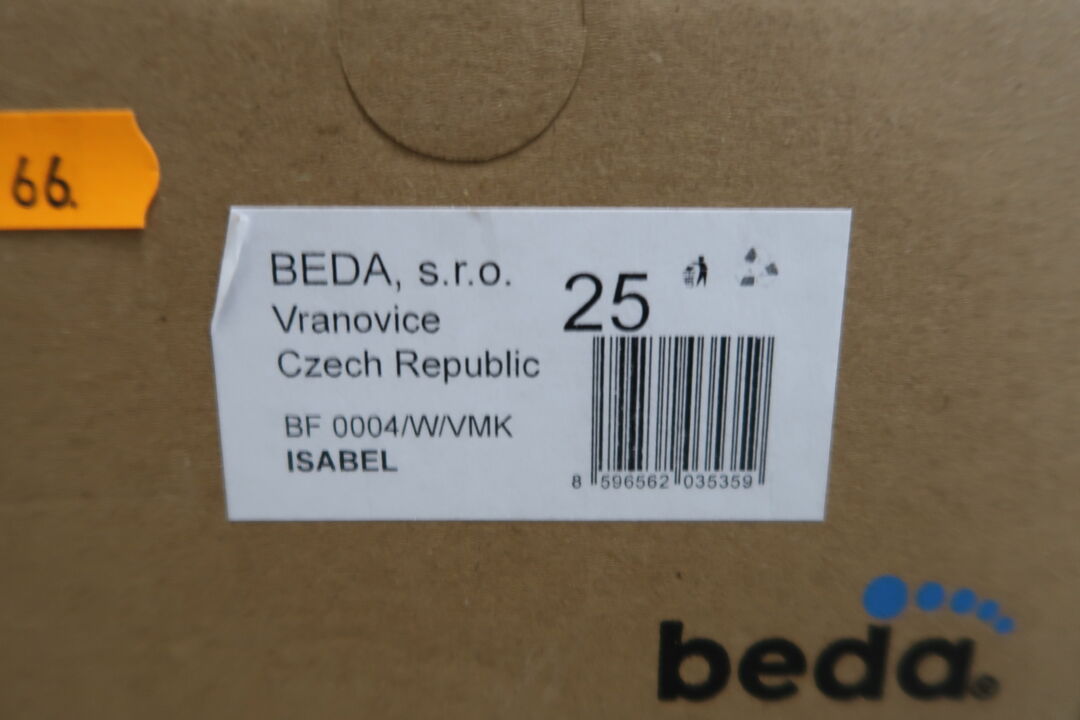 66.
BEDA, s.r.o.
Vranovice
Czech Republic
25
BF 0004/W/VMK
ISABEL
8 596562 035359
beda®